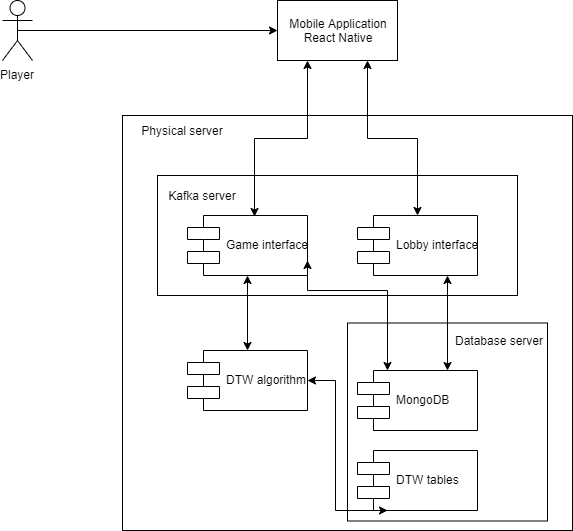 Mobile Application
React Native
Player
Physical server
Kafka server
Game interface
Lobby interface
Database server
DTW algorithm
MongoDB
DTW tables